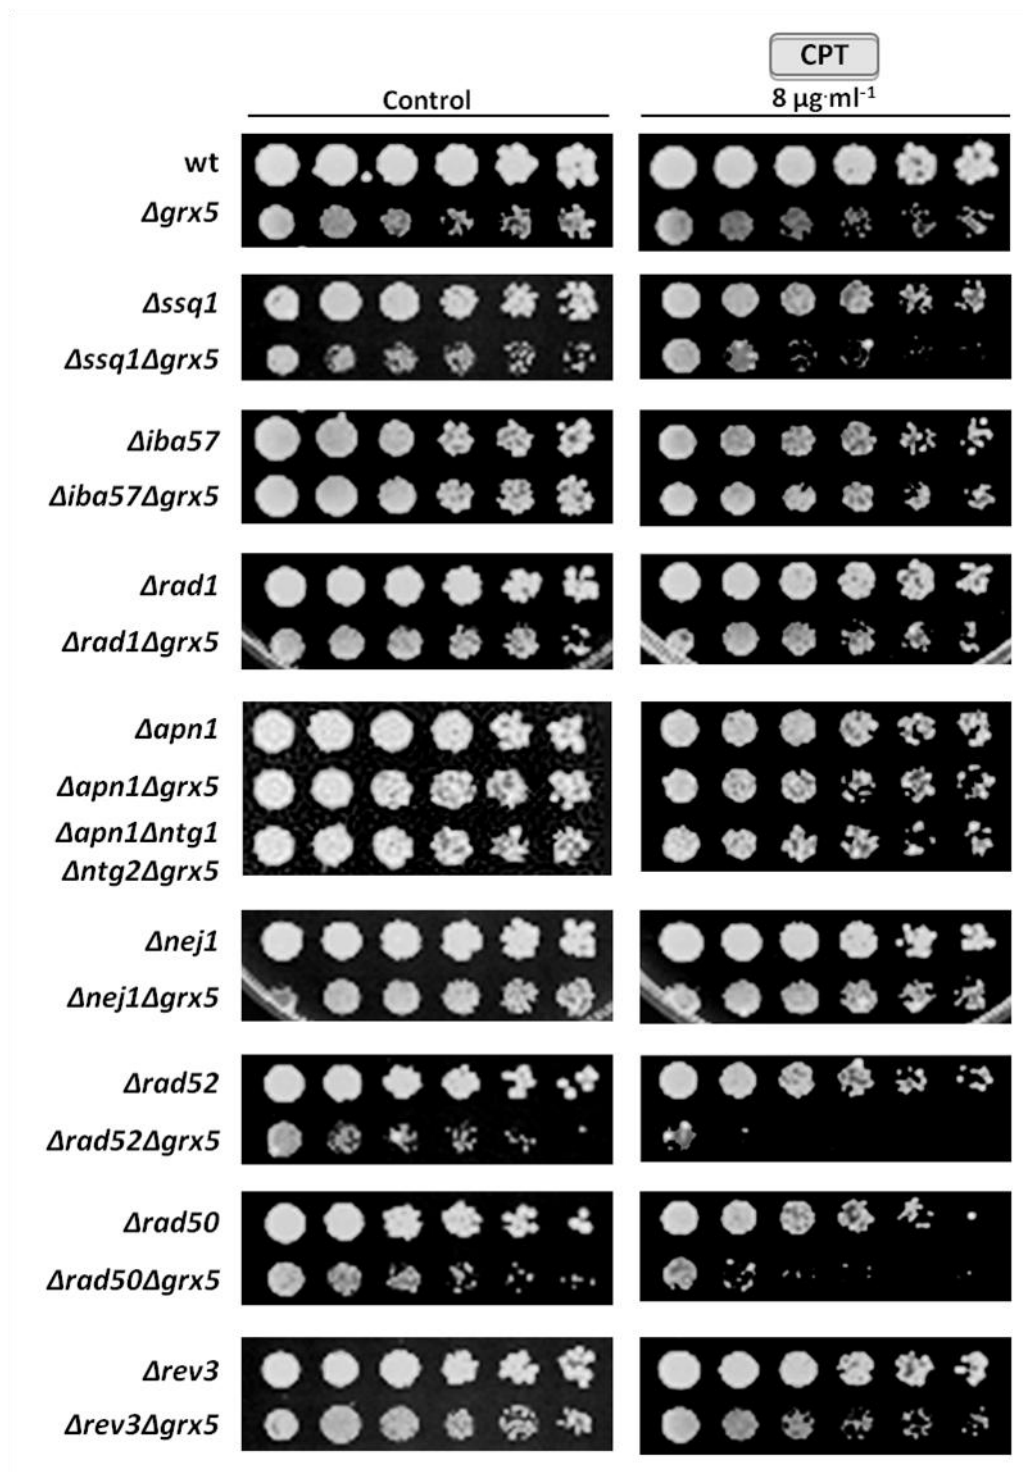 CPT
Control
8 µg·ml⁻¹
wt
Δgrx5
Δssq1
Δssq1Δgrx5
Δiba57
Δiba57Δgrx5
Δrad1
Δrad1Δgrx5
Δapn1
Δapn1Δgrx5
Δapn1Δntg1
Δntg2Δgrx5
Δnej1
Δnej1Δgrx5
Δrad52
Δrad52Δgrx5
Δrad50
Δrad50Δgrx5
Δrev3
Δrev3Δgrx5